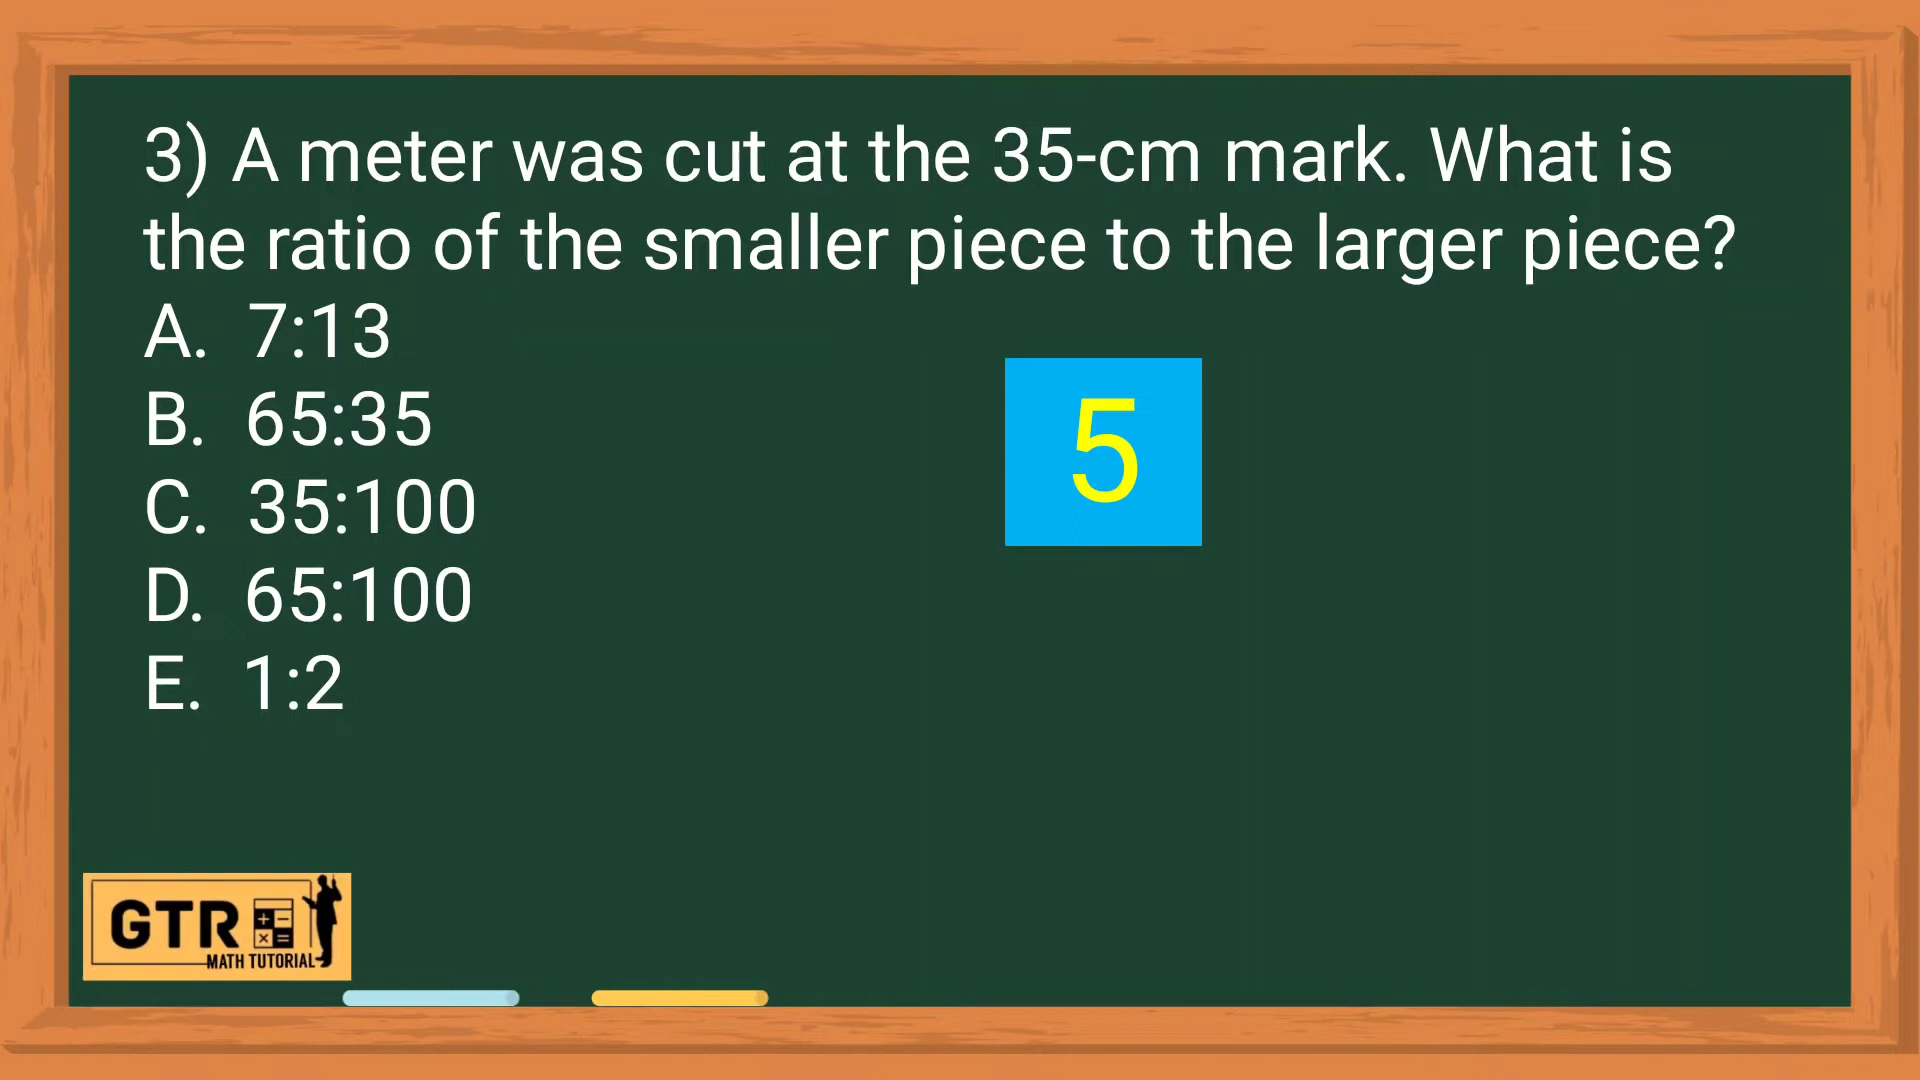 3) A meter was cut at the 35-cm mark. What is
the ratio of the smaller piece to the larger piece?
A. 7:13
B. 65:35
C. 35:100
D. 65:100
E. 1:2
5
GTR
MATH TUTORIAL